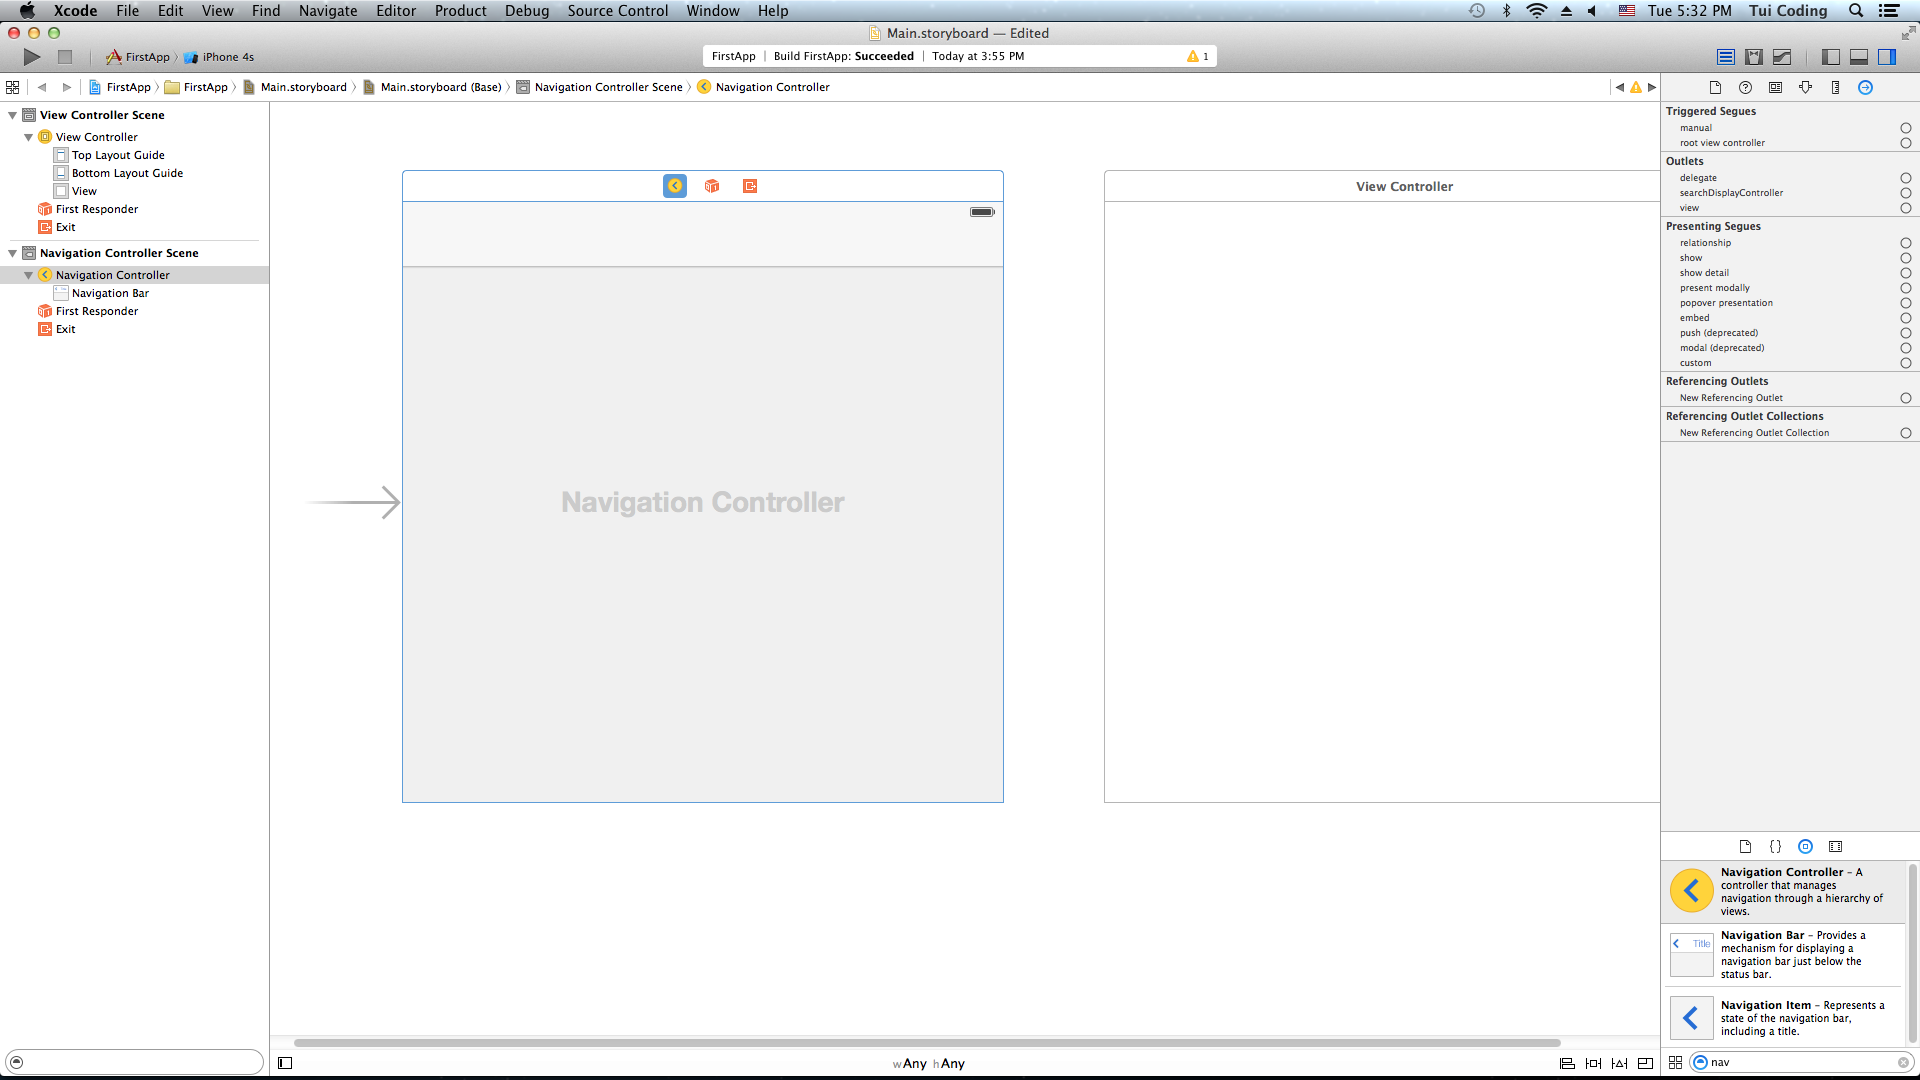 Xcode File Edit View Find Navigate Editor Product Debug Source Control Window Help Tue 5:32 PM Tui Coding
Main.storyboard — Edited
FirstApp iPhone 4s FirstApp Build FirstApp: Succeeded Today at 3:55 PM 1
FirstApp FirstApp Main.storyboard Main.storyboard (Base) Navigation Controller Scene Navigation Controller
View Controller Scene
View Controller
Top Layout Guide
Bottom Layout Guide
View
First Responder
Exit
Navigation Controller Scene
Navigation Controller
Navigation Bar
First Responder
Exit
Navigation Controller
View Controller
wAny hAny
Triggered Segues
manual
root view controller
Outlets
delegate
searchDisplayController
view
Presenting Segues
relationship
show
show detail
present modally
popover presentation
embed
push (deprecated)
modal (deprecated)
custom
Referencing Outlets
New Referencing Outlet
Referencing Outlet Collections
New Referencing Outlet Collection
{}
Navigation Controller – A
controller that manages
navigation through a hierarchy of
views.
Title
Navigation Bar – Provides a
mechanism for displaying a
navigation bar just below the
status bar.
Navigation Item – Represents a
state of the navigation bar,
including a title.
nav